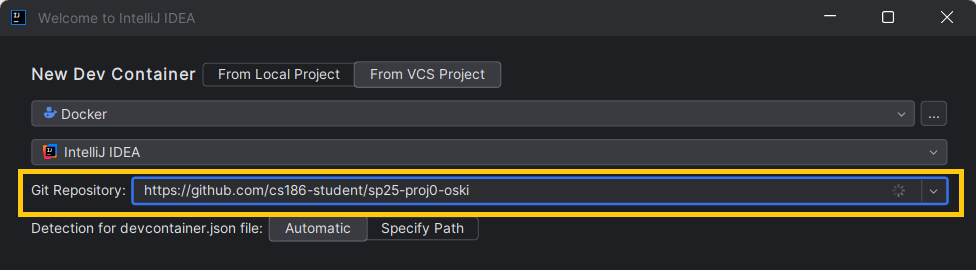 Welcome to IntelliJ IDEA
New Dev Container From Local Project From VCS Project
Docker ...
IntelliJ IDEA
Git Repository: https://github.com/cs186-student/sp25-proj0-oski
Detection for devcontainer.json file: Automatic Specify Path